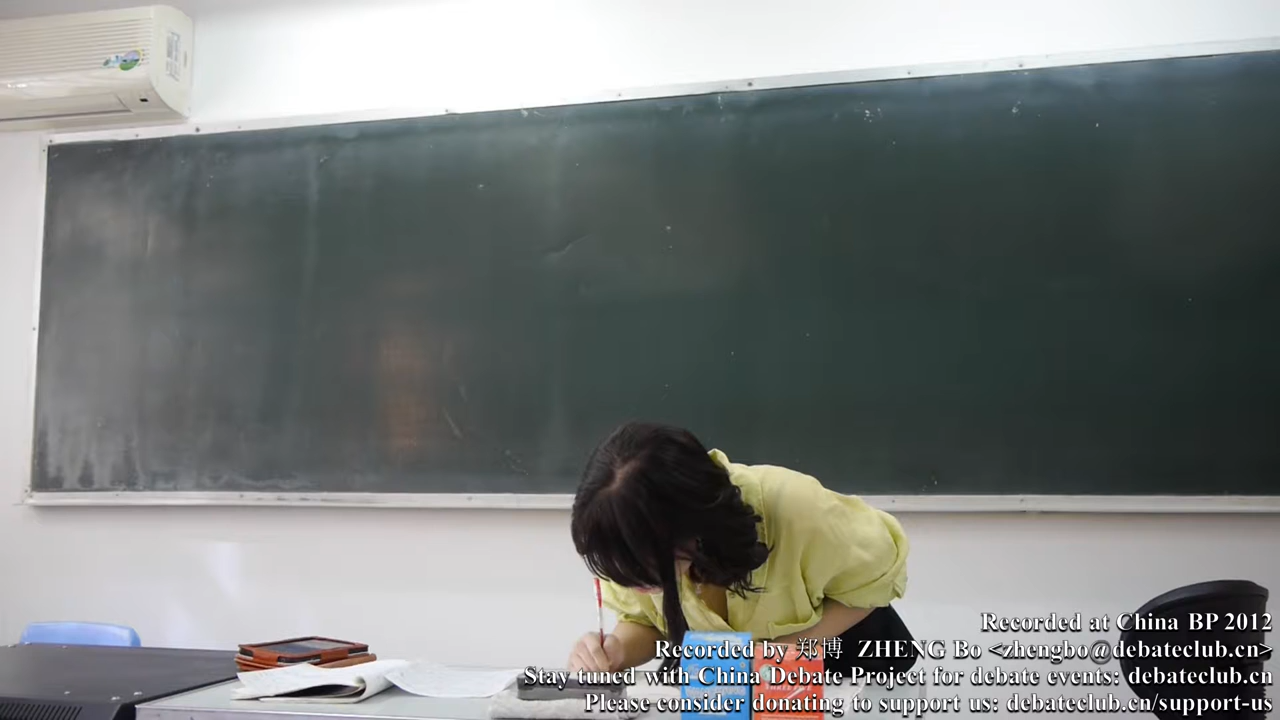 Recorded at China BP 2012
Recorded by 郑博 ZHENG Bo <zhengbo@debateclub.cn>
Stay tuned with China Debate Project for debate events: debateclub.cn
Please consider donating to support us: debateclub.cn/support-us